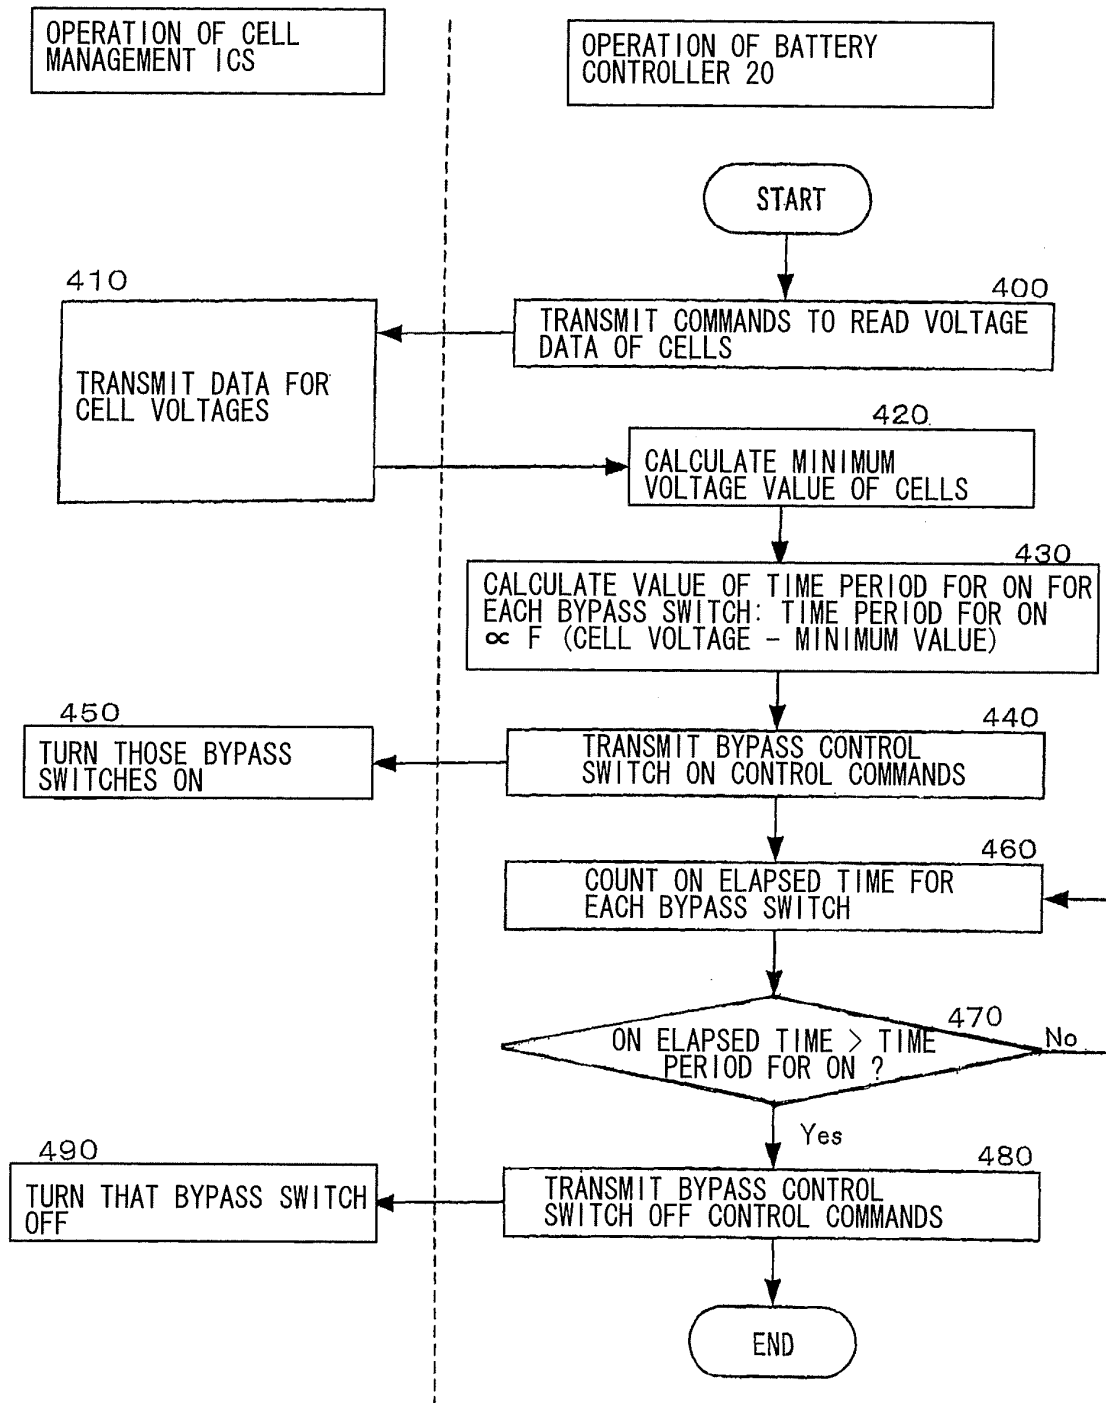 OPERATION OF CELL
MANAGEMENT ICS
OPERATION OF BATTERY
CONTROLLER 20
START
410
400
TRANSMIT COMMANDS TO READ VOLTAGE
DATA OF CELLS
TRANSMIT DATA FOR
CELL VOLTAGES
420
CALCULATE MINIMUM
VOLTAGE VALUE OF CELLS
430
CALCULATE VALUE OF TIME PERIOD FOR ON FOR
EACH BYPASS SWITCH: TIME PERIOD FOR ON
∝ F (CELL VOLTAGE - MINIMUM VALUE)
450
440
TURN THOSE BYPASS
SWITCHES ON
TRANSMIT BYPASS CONTROL
SWITCH ON CONTROL COMMANDS
460
COUNT ON ELAPSED TIME FOR
EACH BYPASS SWITCH
470
ON ELAPSED TIME > TIME
PERIOD FOR ON ?
No
Yes
490
480
TURN THAT BYPASS SWITCH
OFF
TRANSMIT BYPASS CONTROL
SWITCH OFF CONTROL COMMANDS
END